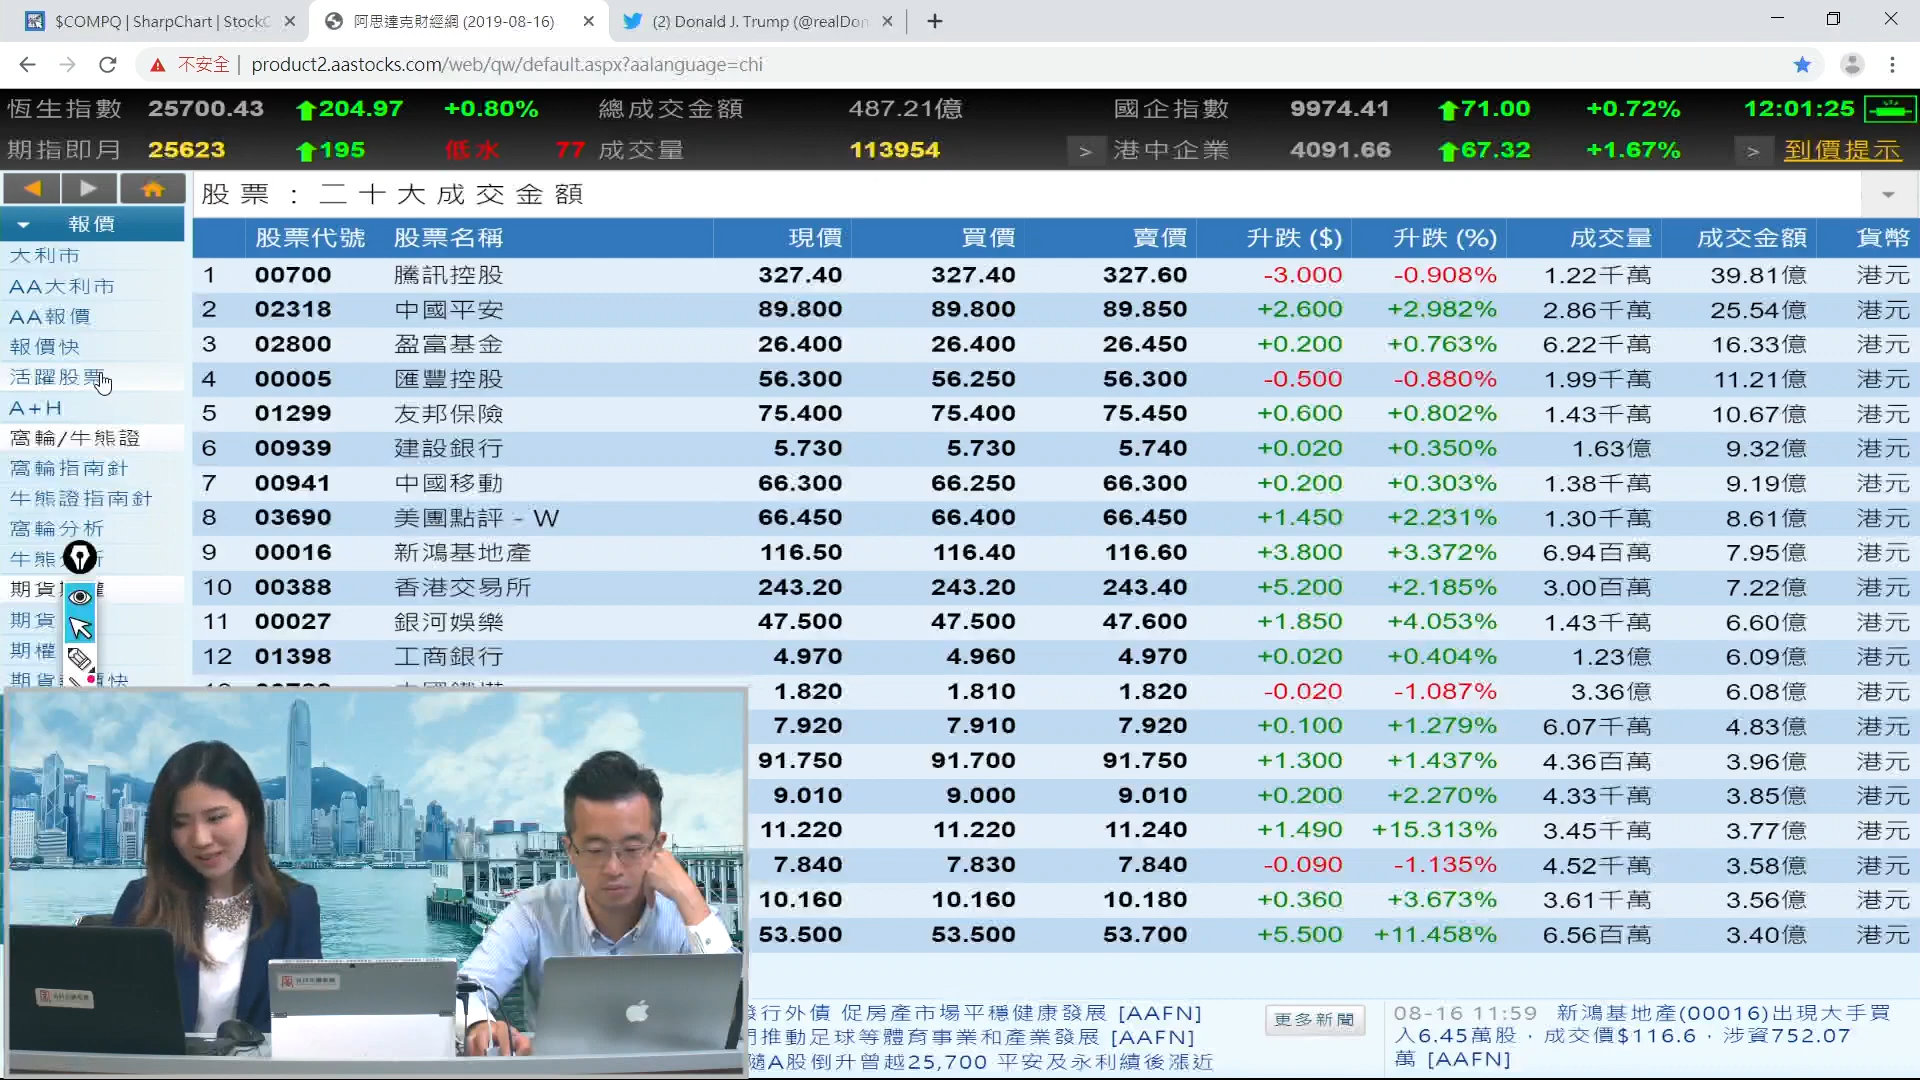 $COMPQ | SharpChart | StockC
阿思達克財經網 (2019-08-16)
(2) Donald J. Trump (@realDon
不安全 | product2.aastocks.com/web/qw/default.aspx?aalanguage=chi
恆生指數 25700.43 204.97 +0.80% 總成交金額 487.21億 國企指數 9974.41 71.00 +0.72% 12:01:25
期指即月 25623 195 低水 77 成交量 113954 > 港中企業 4091.66 67.32 +1.67% > 到價提示
股票：二十大成交金額
報價
大利市
AA大利市
AA報價
報價快
活躍股票
A+H
窩輪/牛熊證
窩輪指南針
牛熊證指南針
窩輪分析
牛熊
期貨
期貨
期權
期貨
股票代號 股票名稱 現價 買價 賣價 升跌 ($) 升跌 (%) 成交量 成交金額 貨幣
1 00700 騰訊控股 327.40 327.40 327.60 -3.000 -0.908% 1.22千萬 39.81億 港元
2 02318 中國平安 89.800 89.800 89.850 +2.600 +2.982% 2.86千萬 25.54億 港元
3 02800 盈富基金 26.400 26.400 26.450 +0.200 +0.763% 6.22千萬 16.33億 港元
4 00005 匯豐控股 56.300 56.250 56.300 -0.500 -0.880% 1.99千萬 11.21億 港元
5 01299 友邦保險 75.400 75.400 75.450 +0.600 +0.802% 1.43千萬 10.67億 港元
6 00939 建設銀行 5.730 5.730 5.740 +0.020 +0.350% 1.63億 9.32億 港元
7 00941 中國移動 66.300 66.250 66.300 +0.200 +0.303% 1.38千萬 9.19億 港元
8 03690 美團點評－W 66.450 66.400 66.450 +1.450 +2.231% 1.30千萬 8.61億 港元
9 00016 新鴻基地產 116.50 116.40 116.60 +3.800 +3.372% 6.94百萬 7.95億 港元
10 00388 香港交易所 243.20 243.20 243.40 +5.200 +2.185% 3.00百萬 7.22億 港元
11 00027 銀河娛樂 47.500 47.500 47.600 +1.850 +4.053% 1.43千萬 6.60億 港元
12 01398 工商銀行 4.970 4.960 4.970 +0.020 +0.404% 1.23億 6.09億 港元
1.820 1.810 1.820 -0.020 -1.087% 3.36億 6.08億 港元
7.920 7.910 7.920 +0.100 +1.279% 6.07千萬 4.83億 港元
91.750 91.700 91.750 +1.300 +1.437% 4.36百萬 3.96億 港元
9.010 9.000 9.010 +0.200 +2.270% 4.33千萬 3.85億 港元
11.220 11.220 11.240 +1.490 +15.313% 3.45千萬 3.77億 港元
7.840 7.830 7.840 -0.090 -1.135% 4.52千萬 3.58億 港元
10.160 10.160 10.180 +0.360 +3.673% 3.61千萬 3.56億 港元
53.500 53.500 53.700 +5.500 +11.458% 6.56百萬 3.40億 港元
行外債 促房產市場平穩健康發展 [AAFN]
推動足球等體育事業和產業發展 [AAFN]
隨A股倒升曾越25,700 平安及永利績後漲近
更多新聞
08-16 11:59 新鴻基地產(00016)出現大手買
入6.45萬股，成交價$116.6，涉資752.07
萬 [AAFN]